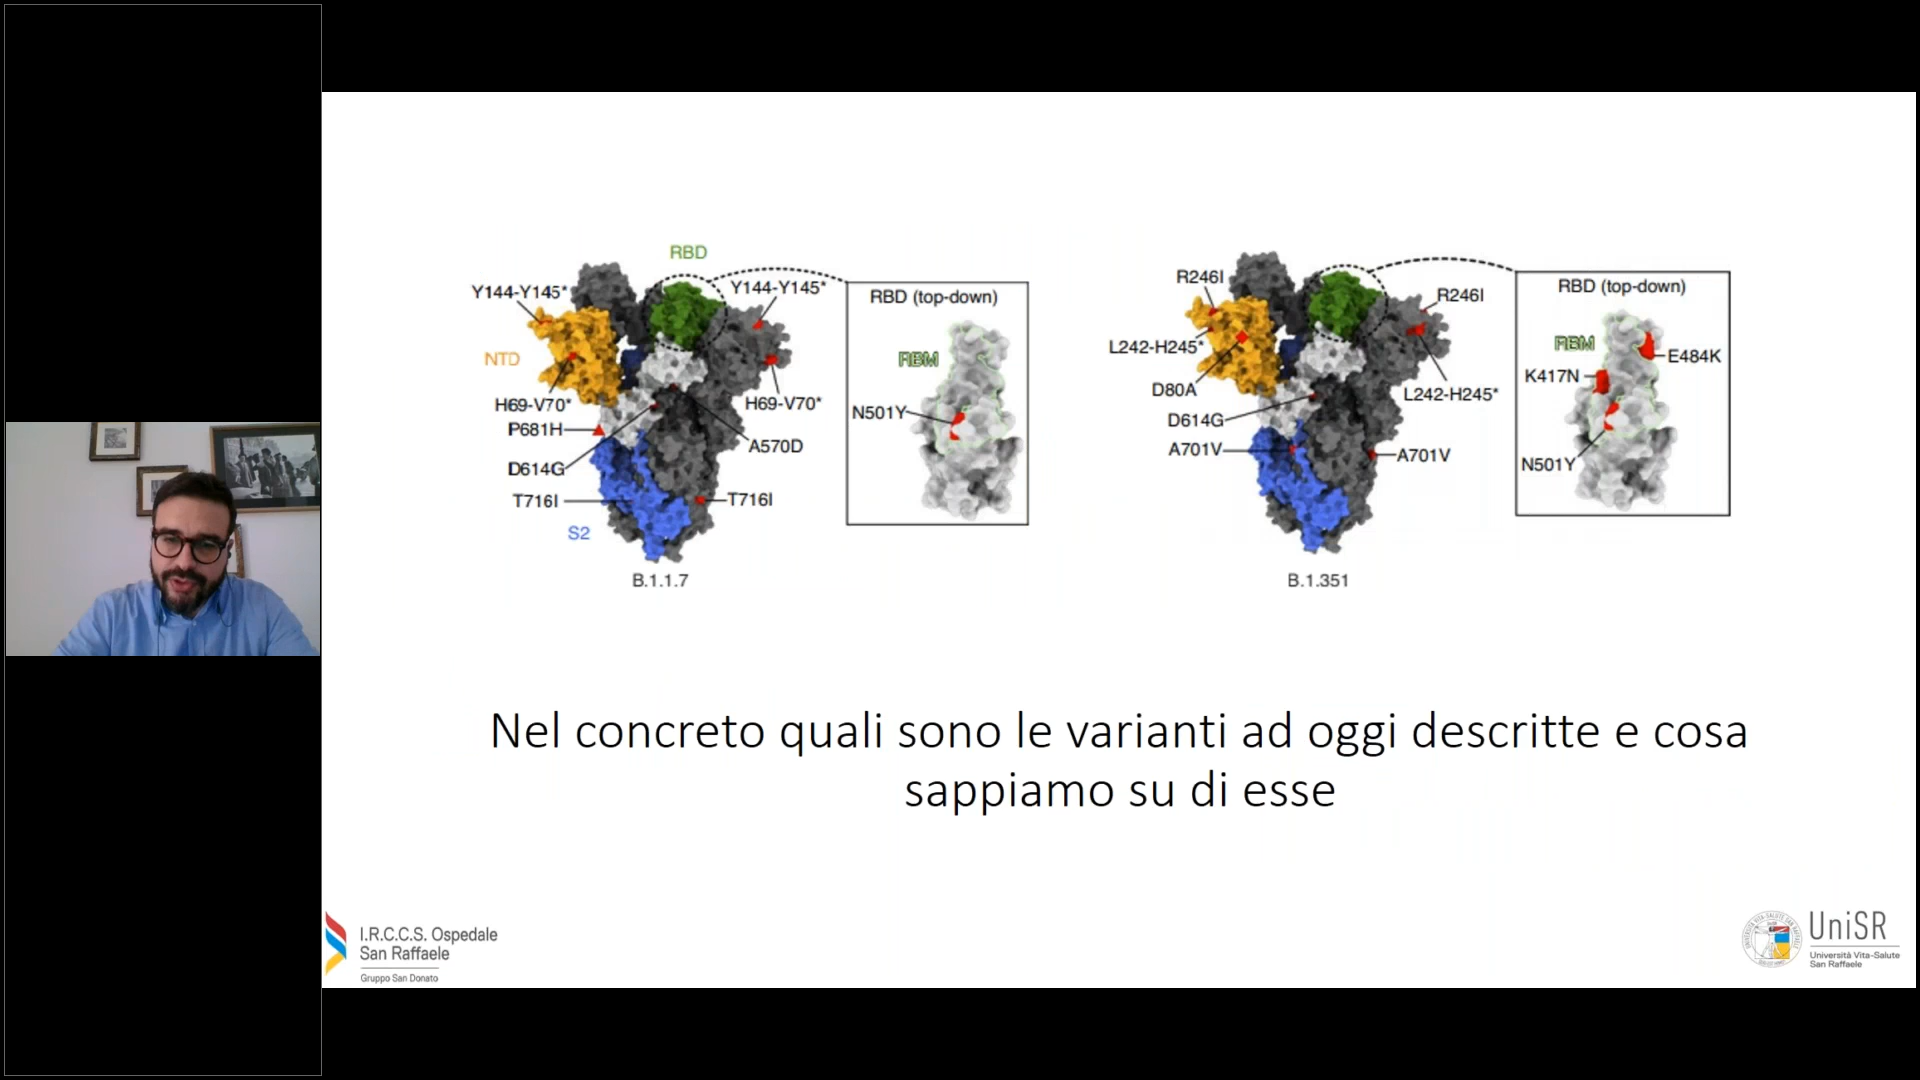 RBD
Y144-Y145*
Y144-Y145*
NTD
H69-V70*
H69-V70*
P681H
A570D
D614G
T716I
T716I
S2
B.1.1.7
RBD (top-down)
RBM
N501Y
R246I
R246I
L242-H245*
D80A
L242-H245*
D614G
A701V
A701V
B.1.351
RBD (top-down)
RBM
E484K
K417N
N501Y
Nel concreto quali sono le varianti ad oggi descritte e cosa
sappiamo su di esse
I.R.C.C.S. Ospedale
San Raffaele
Gruppo San Donato
UniSR
Università Vita-Salute
San Raffaele